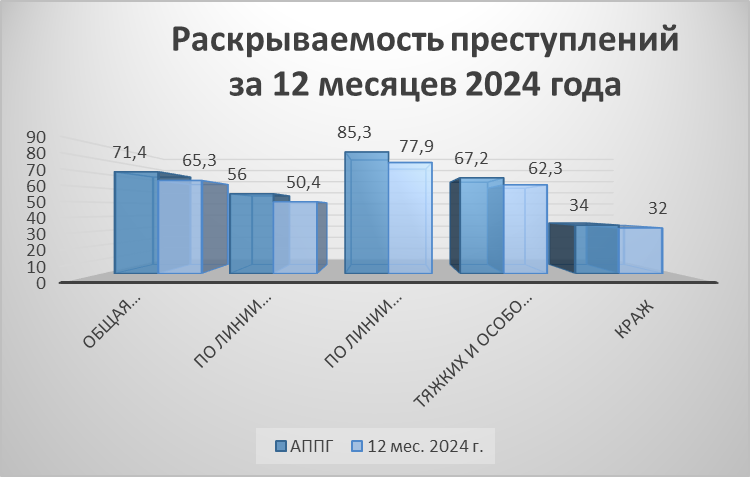 Раскрываемость преступлений
за 12 месяцев 2024 года
90
80
70
60
50
40
30
20
10
0
71,4
65,3
56
50,4
85,3
77,9
67,2
62,3
34
32
ОБЩАЯ…
ПО ЛИНИИ…
ПО ЛИНИИ…
ТЯЖКИХ И ОСОБО…
КРАЖ
АППГ
12 мес. 2024 г.